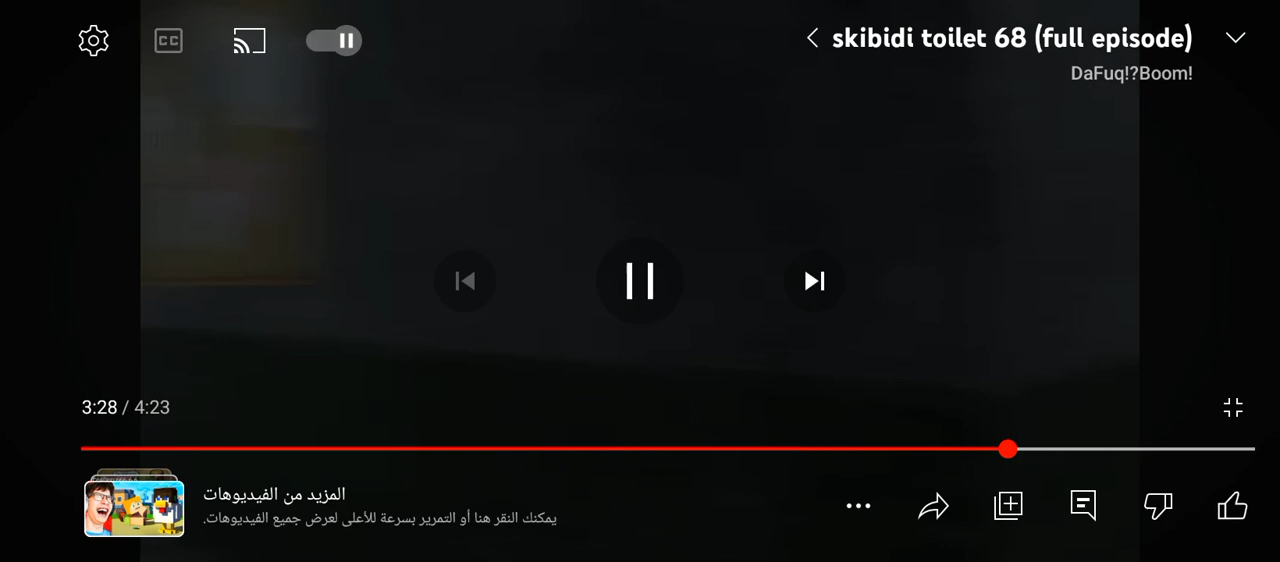 CC
skibidi toilet 68 (full episode)
DaFuq!?Boom!
3:28 / 4:23
المزيد من الفيديوهات
يمكنك النقر هنا أو التمرير بسرعة للأعلى لعرض جميع الفيديوهات.